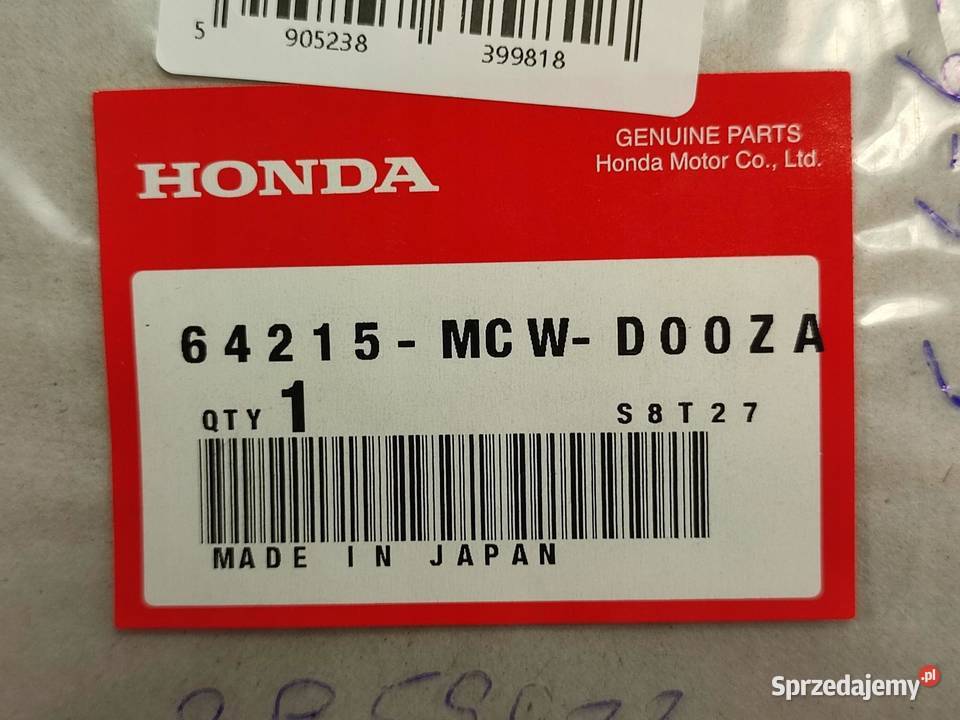 5 905238 399818
HONDA
GENUINE PARTS
Honda Motor Co., Ltd.
64215-MCW-D00ZA
QTY 1 S8T27
MADE IN JAPAN
Sprzedajemy.pl